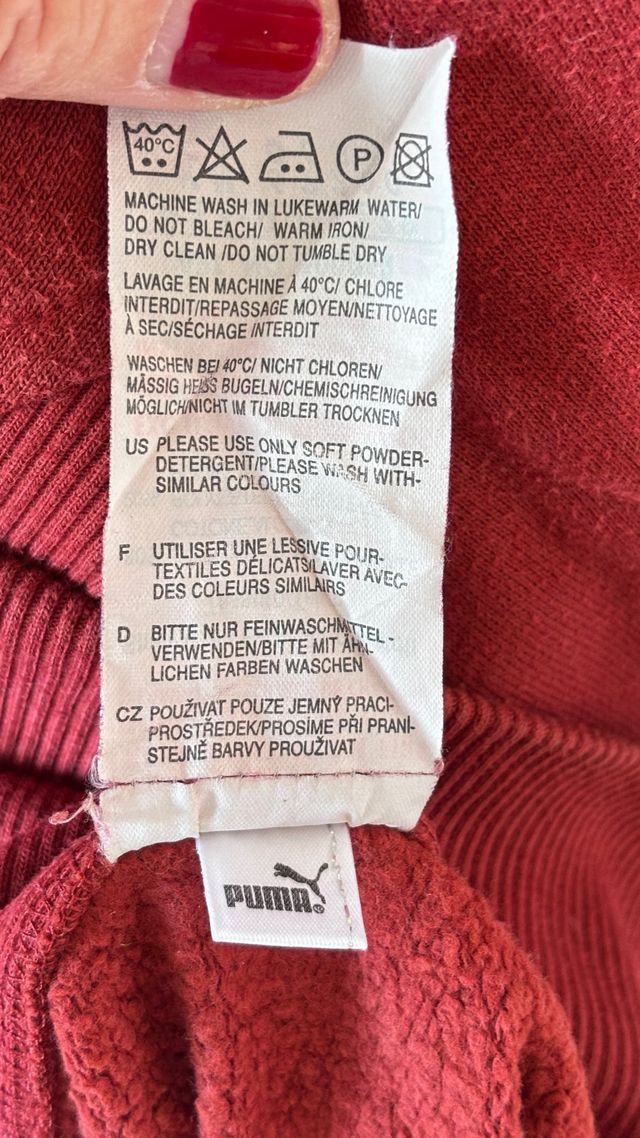 40°C
P
MACHINE WASH IN LUKEWARM WATER/
DO NOT BLEACH/ WARM IRON/
DRY CLEAN /DO NOT TUMBLE DRY
LAVAGE EN MACHINE À 40°C/ CHLORE
INTERDIT/REPASSAGE MOYEN/NETTOYAGE
À SEC/SÉCHAGE INTERDIT
WASCHEN BEI 40°C/ NICHT CHLOREN/
MÄSSIG HEISS BUGELN/CHEMISCHREINIGUNG
MÖGLICH/NICHT IM TUMBLER TROCKNEN
US PLEASE USE ONLY SOFT POWDER-
DETERGENT/PLEASE WASH WITH-
SIMILAR COLOURS
F UTILISER UNE LESSIVE POUR-
TEXTILES DÉLICATS/LAVER AVEC-
DES COLEURS SIMILAIRS
D BITTE NUR FEINWASCHMITTEL-
VERWENDEN/BITTE MIT ÄHN-
LICHEN FARBEN WASCHEN
CZ POUŽIVAT POUZE JEMNÝ PRACI-
PROSTŘEDEK/PROSIME PŘI PRANI-
STEJNĚ BARVY PROUŽIVAT
PUMA®